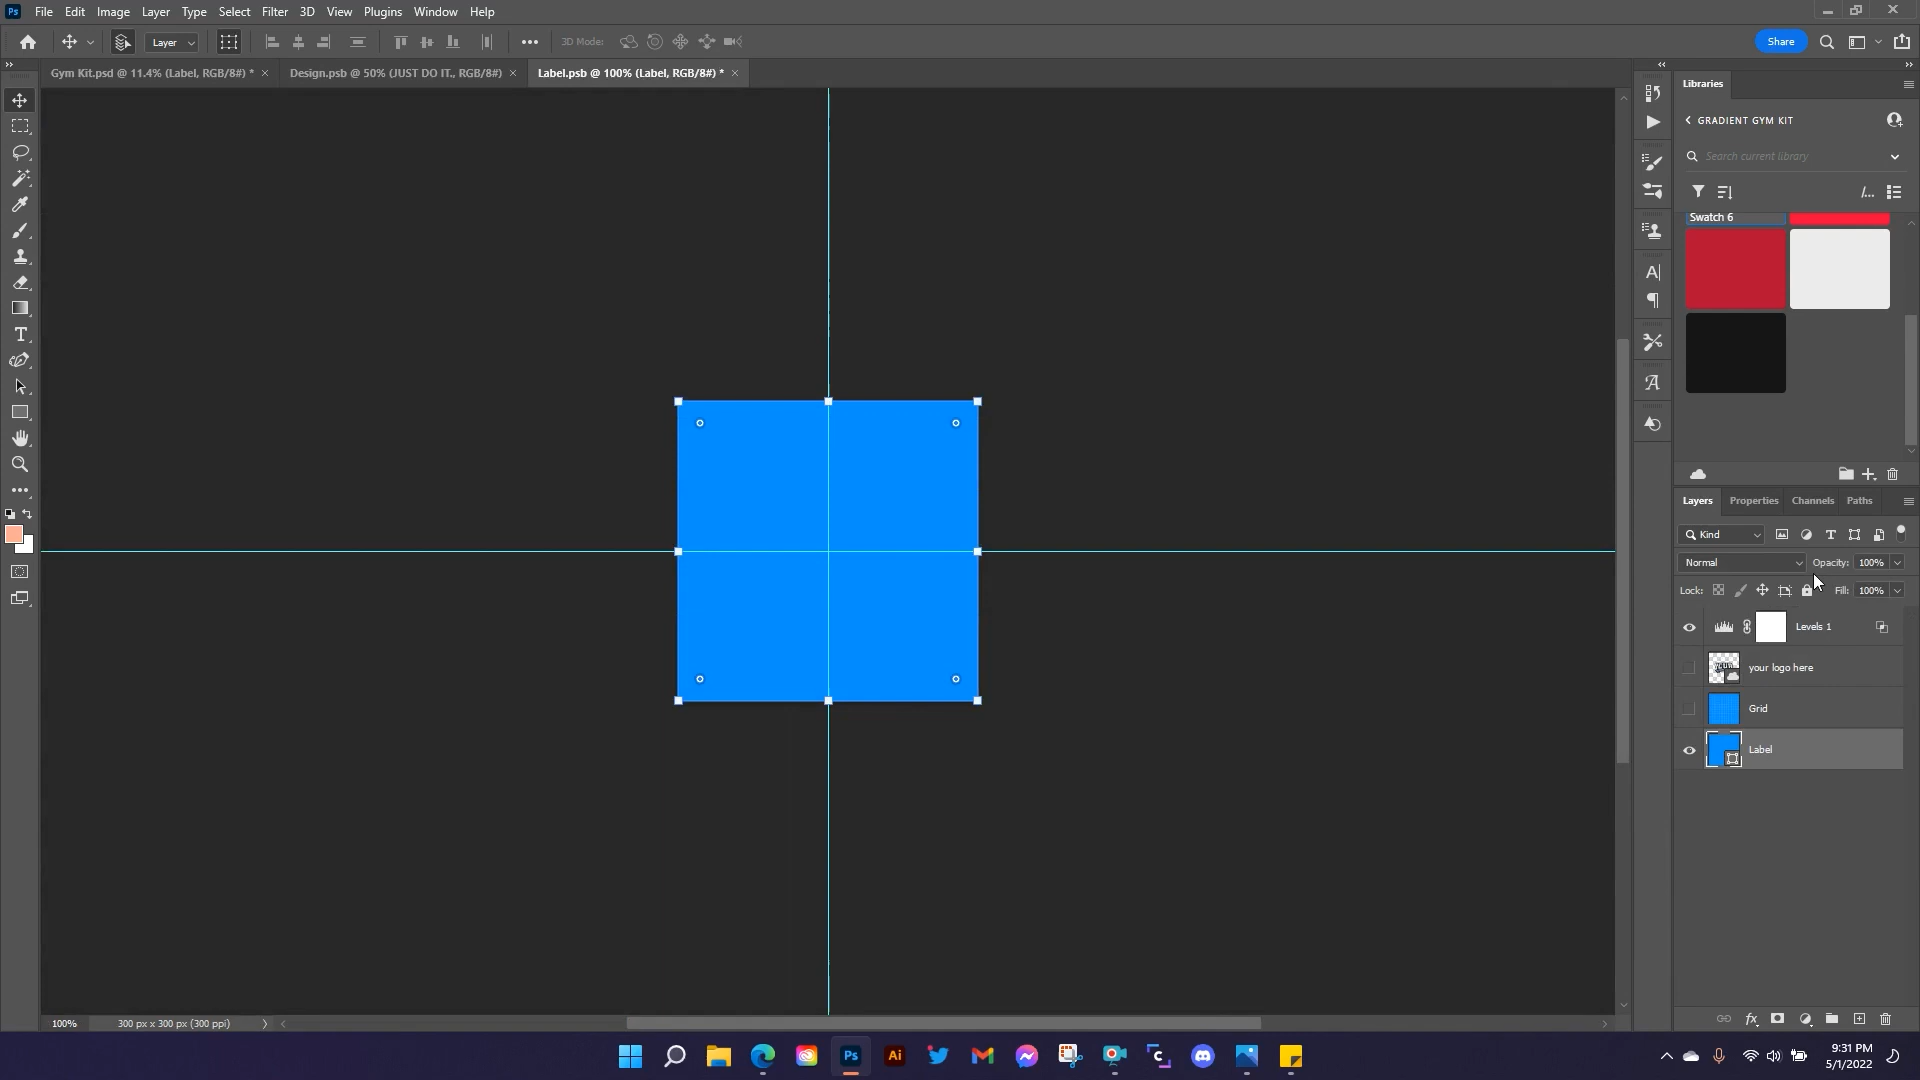 Ps File Edit Image Layer Type Select Filter 3D View Plugins Window Help
Layer 3D Mode: Share
Gym Kit.psd @ 11.4% (Label, RGB/8#) * Design.psb @ 50% (JUST DO IT., RGB/8#) Label.psb @ 100% (Label, RGB/8#) *
Libraries
GRADIENT GYM KIT
Search current library
Swatch 6
Layers Properties Channels Paths
Kind
Normal Opacity: 100%
Lock: Fill: 100%
Levels 1
your logo here
Grid
Label
100% 300 px x 300 px (300 ppi)
Ps Ai
9:31 PM
5/1/2022